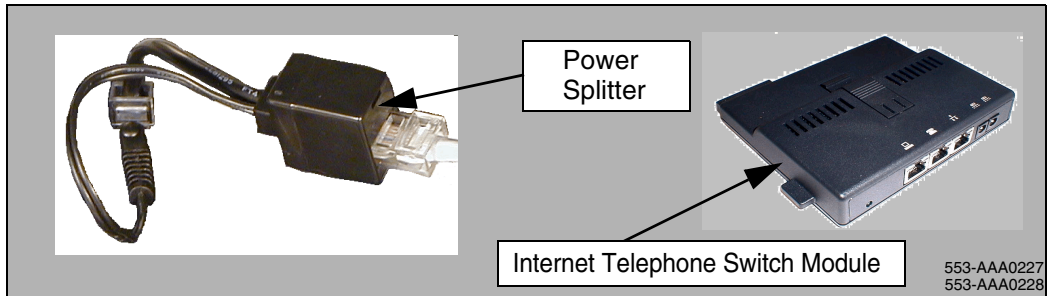 Power
Splitter
Internet Telephone Switch Module
553-AAA0227
553-AAA0228